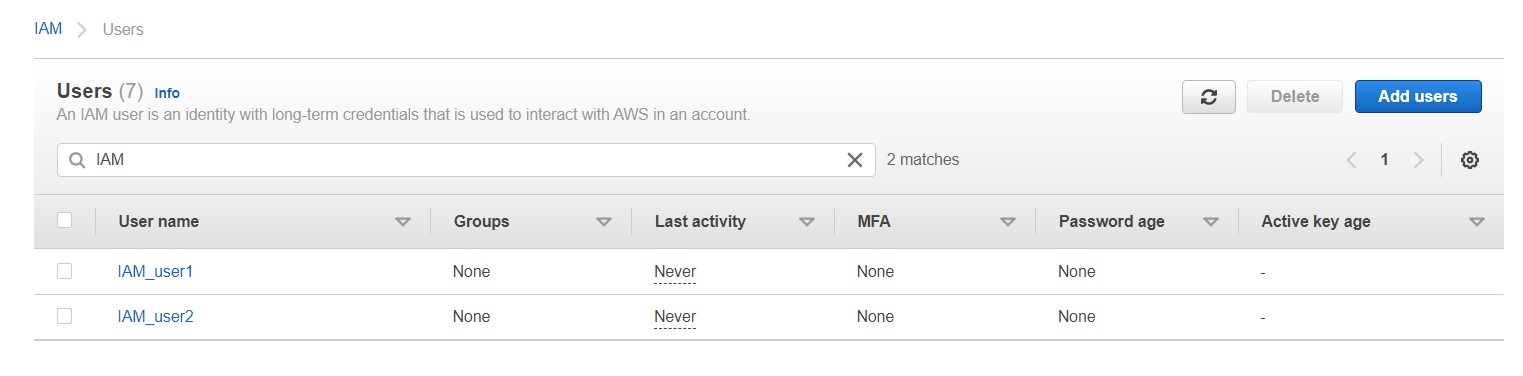 IAM > Users
Users (7) Info
An IAM user is an identity with long-term credentials that is used to interact with AWS in an account.
Delete
Add users
IAM
2 matches
1
User name Groups Last activity MFA Password age Active key age
IAM_user1 None Never None None -
IAM_user2 None Never None None -